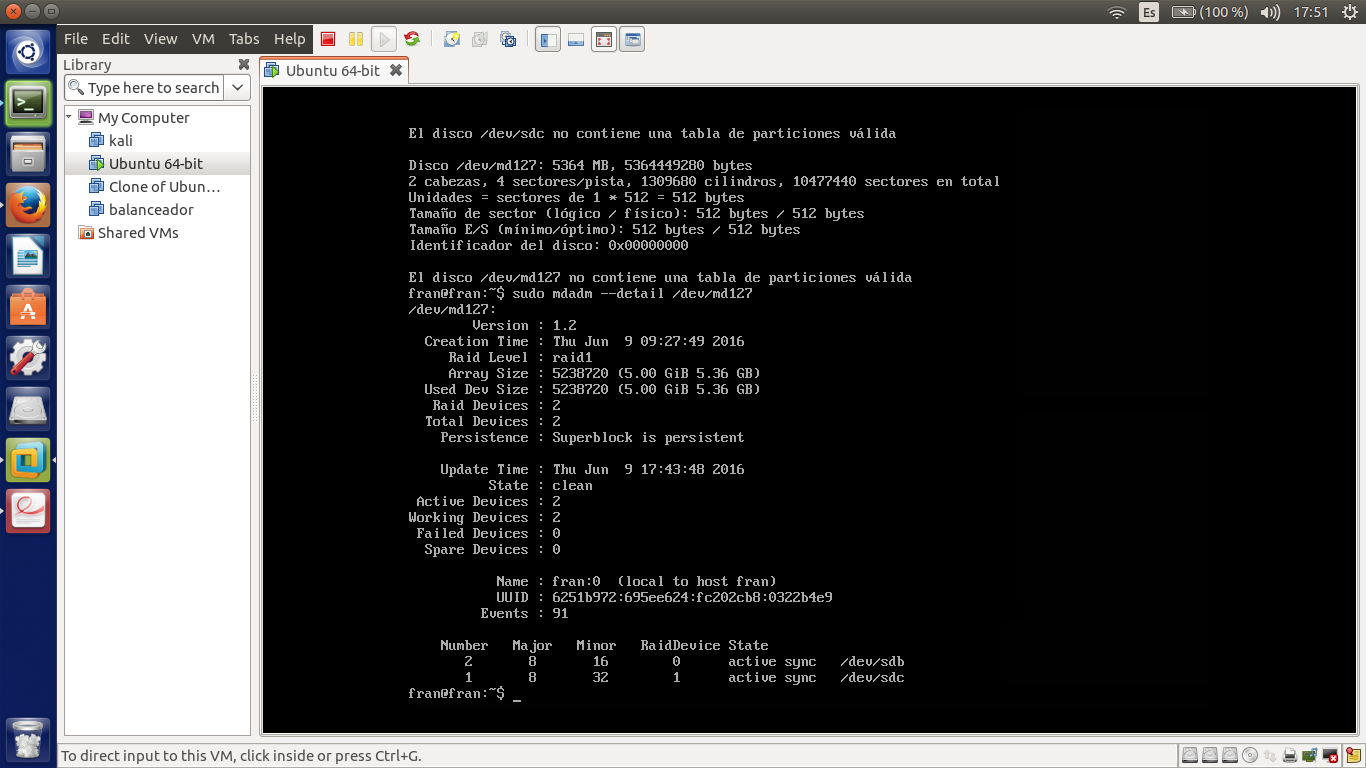 Es (100 %) 17:51
File Edit View VM Tabs Help
Library
Type here to search
My Computer
kali
Ubuntu 64-bit
Clone of Ubun...
balanceador
Shared VMs
Ubuntu 64-bit
El disco /dev/sdc no contiene una tabla de particiones válida
Disco /dev/md127: 5364 MB, 5364449280 bytes
2 cabezas, 4 sectores/pista, 1309680 cilindros, 10477440 sectores en total
Unidades = sectores de 1 * 512 = 512 bytes
Tamaño de sector (lógico / físico): 512 bytes / 512 bytes
Tamaño E/S (mínimo/óptimo): 512 bytes / 512 bytes
Identificador del disco: 0x00000000
El disco /dev/md127 no contiene una tabla de particiones válida
fran@fran:~$ sudo mdadm --detail /dev/md127
/dev/md127:
Version : 1.2
Creation Time : Thu Jun  9 09:27:49 2016
Raid Level : raid1
Array Size : 5238720 (5.00 GiB 5.36 GB)
Used Dev Size : 5238720 (5.00 GiB 5.36 GB)
Raid Devices : 2
Total Devices : 2
Persistence : Superblock is persistent
Update Time : Thu Jun  9 17:43:48 2016
State : clean
Active Devices : 2
Working Devices : 2
Failed Devices : 0
Spare Devices : 0
Name : fran:0  (local to host fran)
UUID : 6251b972:695ee624:fc202cb8:0322b4e9
Events : 91
Number Major Minor RaidDevice State
2 8 16 0 active sync /dev/sdb
1 8 32 1 active sync /dev/sdc
fran@fran:~$ _
To direct input to this VM, click inside or press Ctrl+G.